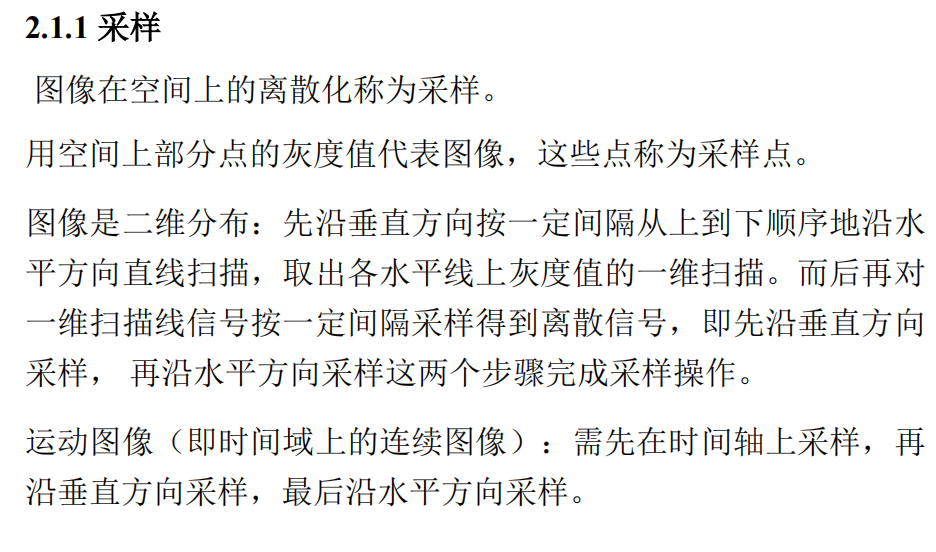 2.1.1 采样
图像在空间上的离散化称为采样。
用空间上部分点的灰度值代表图像，这些点称为采样点。
图像是二维分布：先沿垂直方向按一定间隔从上到下顺序地沿水
平方向直线扫描，取出各水平线上灰度值的一维扫描。而后再对
一维扫描线信号按一定间隔采样得到离散信号，即先沿垂直方向
采样， 再沿水平方向采样这两个步骤完成采样操作。
运动图像（即时间域上的连续图像）：需先在时间轴上采样，再
沿垂直方向采样，最后沿水平方向采样。